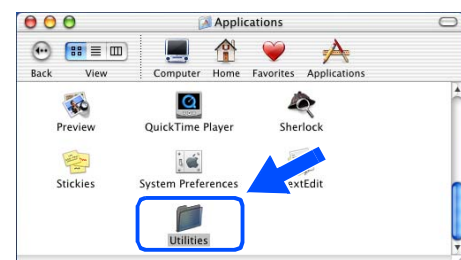 Applications
Back View Computer Home Favorites Applications
Preview QuickTime Player Sherlock
Stickies System Preferences extEdit
Utilities